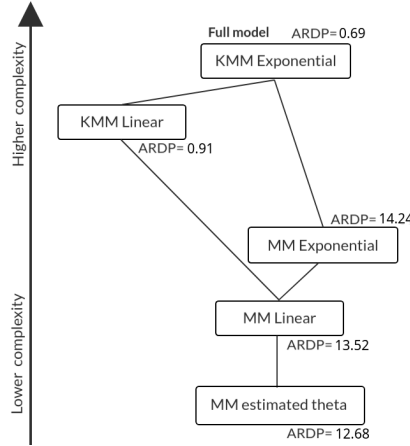 Full model ARDP= 0.69
KMM Exponential
KMM Linear
ARDP= 0.91
ARDP= 14.24
MM Exponential
MM Linear
ARDP= 13.52
MM estimated theta
ARDP= 12.68
Higher complexity
Lower complexity